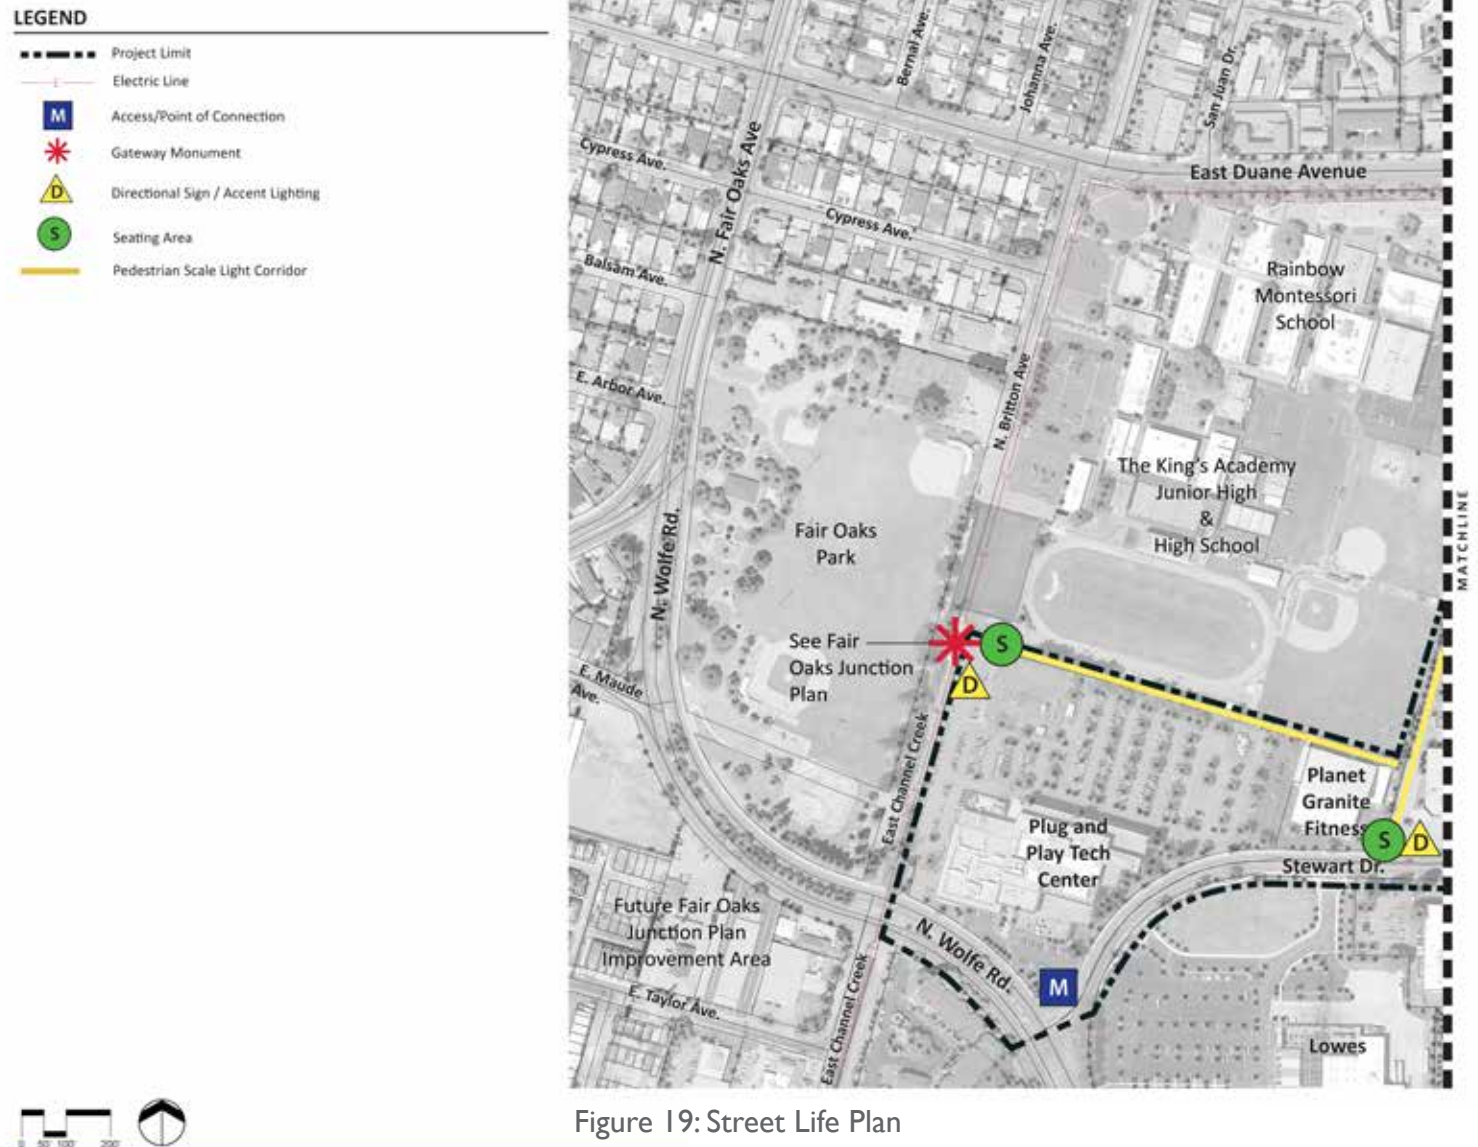 LEGEND
Project Limit
E
Electric Line
M
Access/Point of Connection
Gateway Monument
D
Directional Sign / Accent Lighting
S
Seating Area
Pedestrian Scale Light Corridor
Bernal Ave.
Johanna Ave.
San Juan Dr.
N. Fair Oaks Ave
Cypress Ave.
East Duane Avenue
Cypress Ave.
Balsam Ave.
Rainbow
Montessori
School
E. Arbor Ave.
N. Britton Ave
The King's Academy
Junior High
&
High School
MATCHLINE
Fair Oaks
Park
N. Wolfe Rd.
See Fair
Oaks Junction
Plan
S
D
E. Maude
Ave.
East Channel Creek
Planet
Granite
Fitness
S
D
Plug and
Play Tech
Center
Stewart Dr.
Future Fair Oaks
Junction Plan
Improvement Area
N. Wolfe Rd.
M
E. Taylor Ave.
East Channel Creek
Lowes
0 50' 100' 200'
Figure 19: Street Life Plan